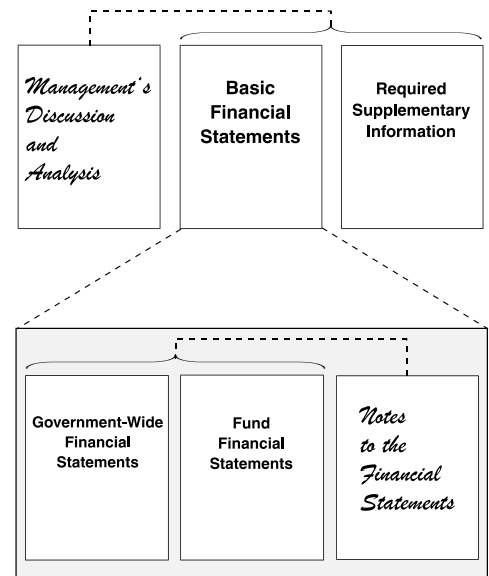 Management's
Discussion
and
Analysis
Basic
Financial
Statements
Required
Supplementary
Information
Government-Wide
Financial
Statements
Fund
Financial
Statements
Notes
to the
Financial
Statements